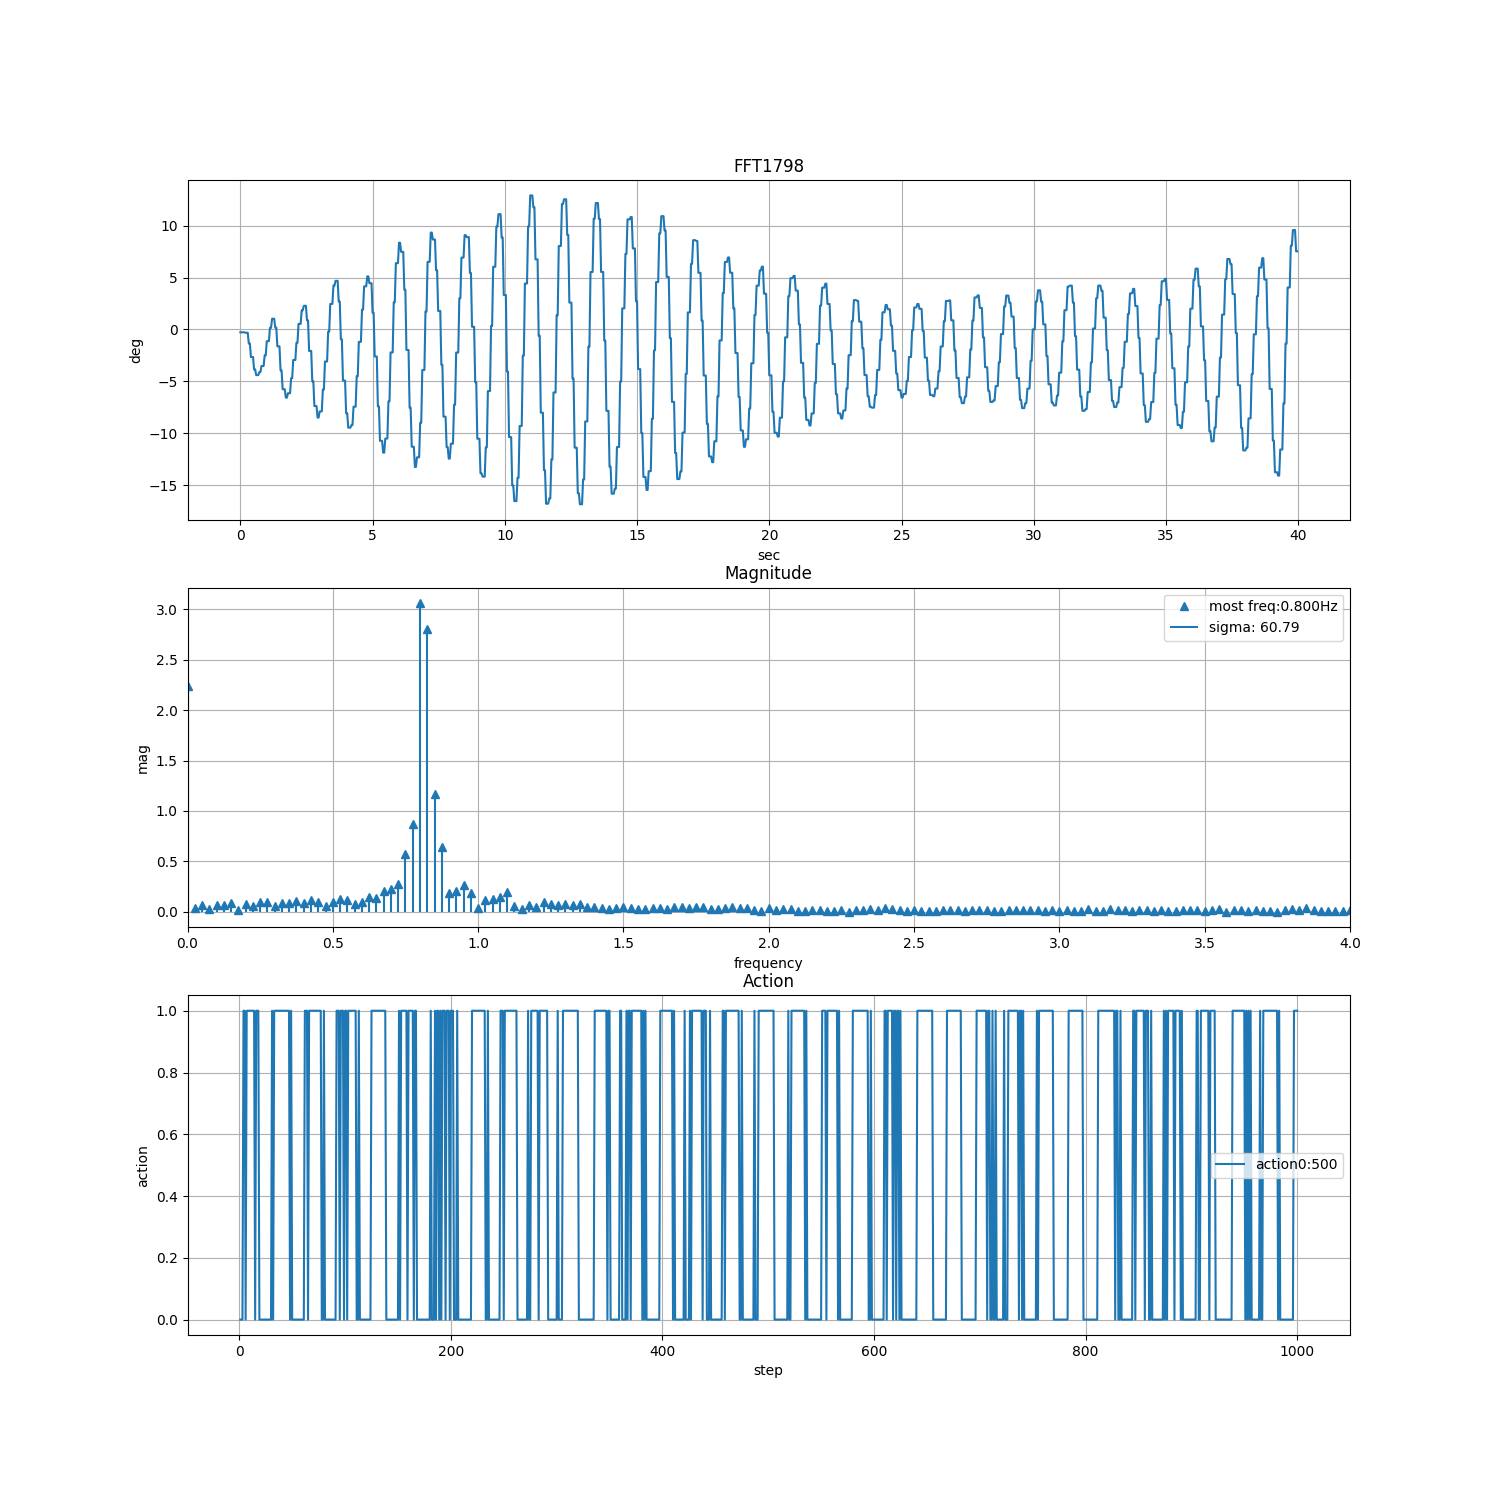 FFT1798
10
5
0
−5
−10
−15
deg
0 5 10 15 20 25 30 35 40
sec
Magnitude
3.0
2.5
2.0
1.5
1.0
0.5
0.0
mag
most freq:0.800Hz
sigma: 60.79
0.0 0.5 1.0 1.5 2.0 2.5 3.0 3.5 4.0
frequency
Action
1.0
0.8
0.6
0.4
0.2
0.0
action
action0:500
0 200 400 600 800 1000
step